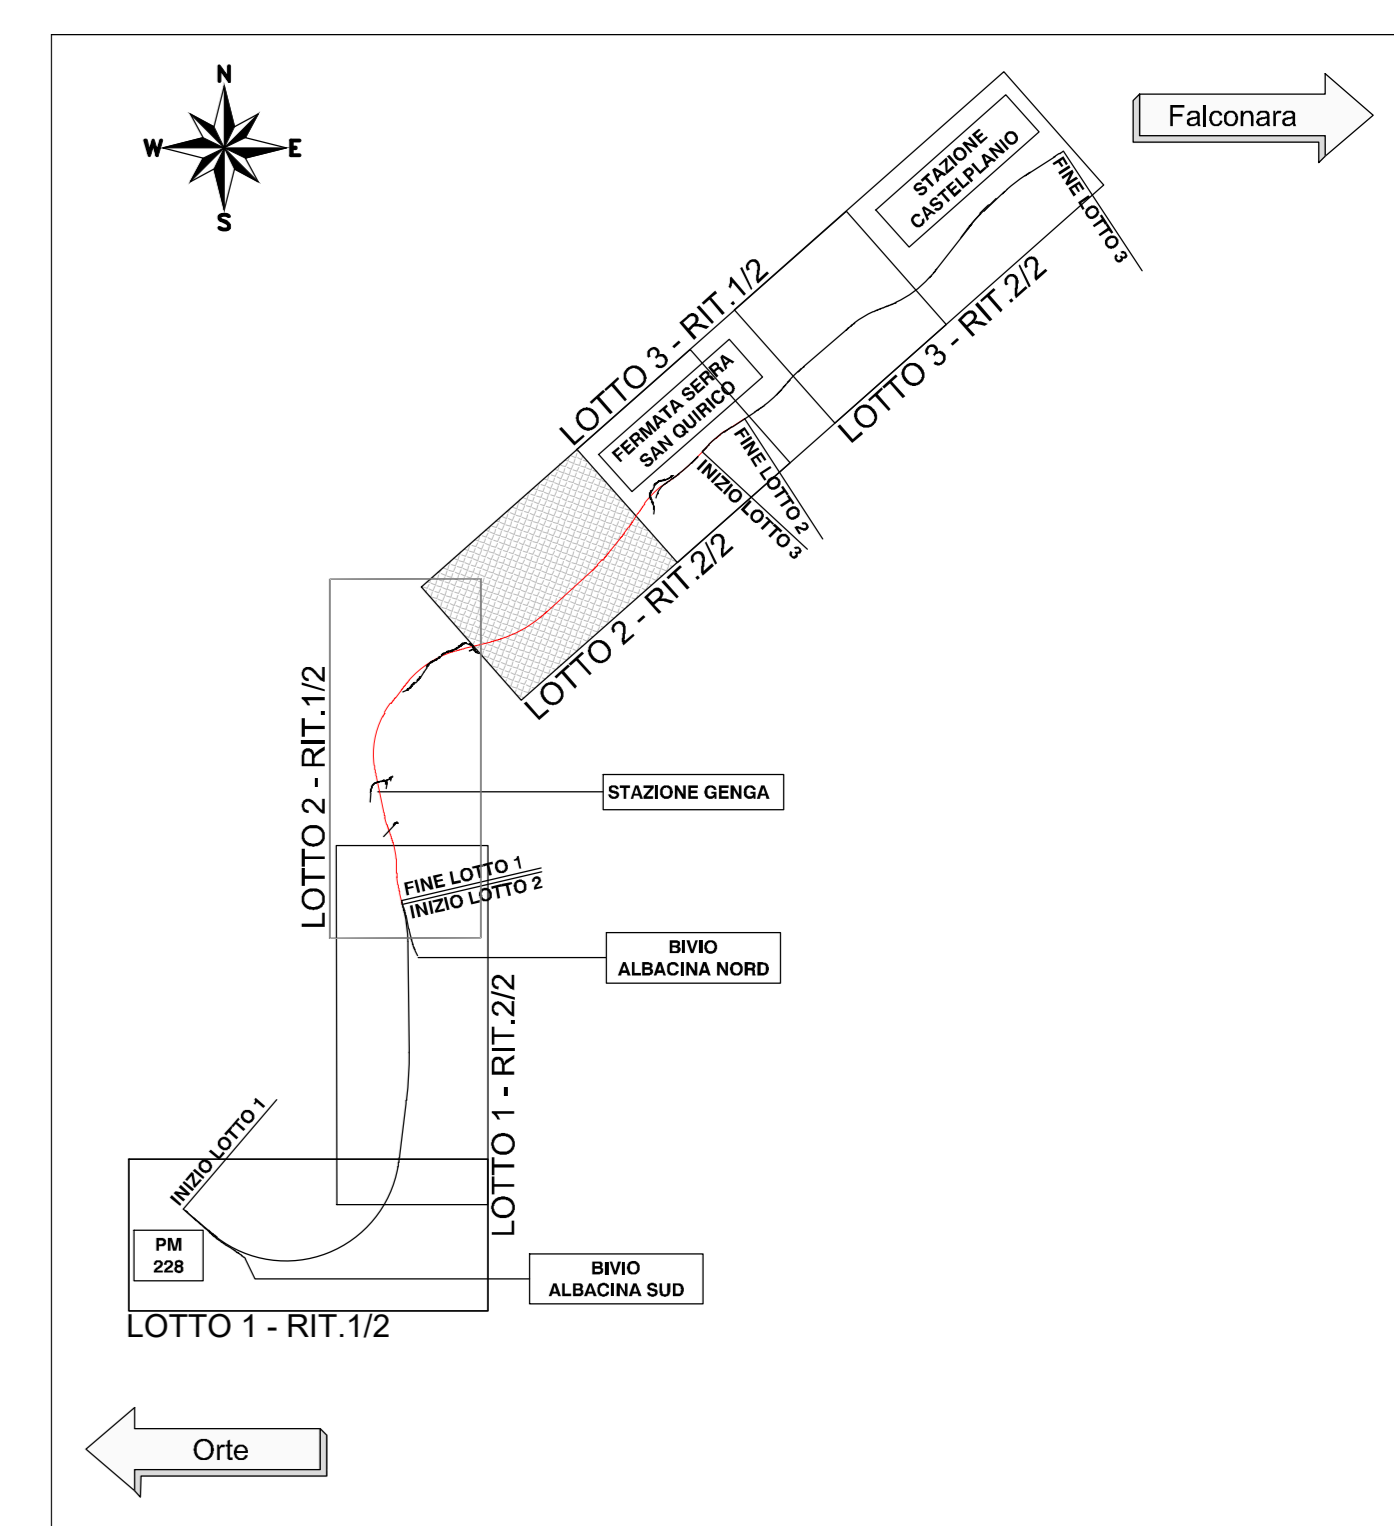 N
W
E
S
Falconara
STAZIONE
CASTELPLANIO
FINE LOTTO 3
LOTTO 3 - RIT.1/2
LOTTO 3 - RIT.2/2
FERMATA SERRA
SAN QUIRICO
FINE LOTTO 2
INIZIO LOTTO 3
LOTTO 2 - RIT.2/2
LOTTO 2 - RIT.1/2
STAZIONE GENGA
FINE LOTTO 1
INIZIO LOTTO 2
BIVIO
ALBACINA NORD
LOTTO 1 - RIT.2/2
INIZIO LOTTO 1
PM
228
BIVIO
ALBACINA SUD
LOTTO 1 - RIT.1/2
Orte